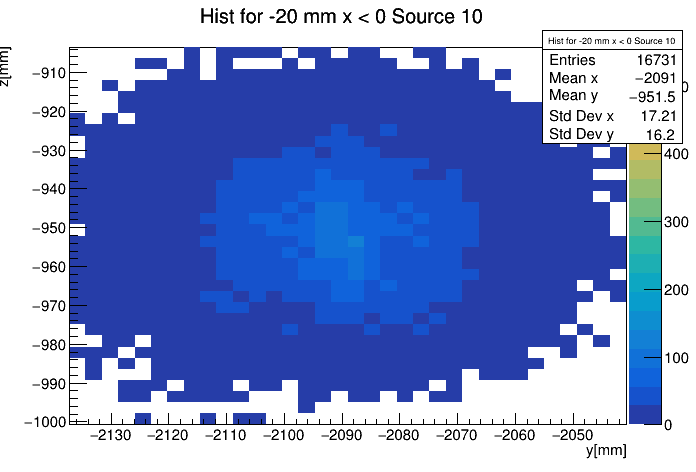 Hist for -20 mm x < 0 Source 10
z[mm]
Hist for -20 mm x < 0 Source 10
Entries 16731
Mean x −2091
Mean y −951.5
Std Dev x 17.21
Std Dev y 16.2
−910
−920
−930
−940
−950
−960
−970
−980
−990
−1000
0
400
300
200
100
0
−2130 −2120 −2110 −2100 −2090 −2080 −2070 −2060 −2050
y[mm]